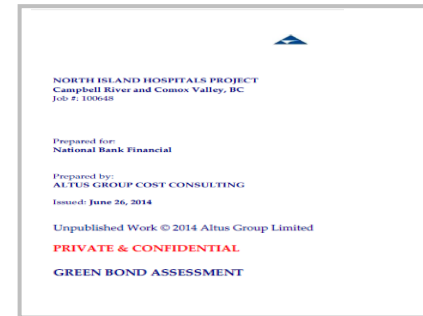 NORTH ISLAND HOSPITALS PROJECT
Campbell River and Comox Valley, BC
Job #: 100648
Prepared for:
National Bank Financial
Prepared by:
ALTUS GROUP COST CONSULTING
Issued: June 26, 2014
Unpublished Work © 2014 Altus Group Limited
PRIVATE & CONFIDENTIAL
GREEN BOND ASSESSMENT